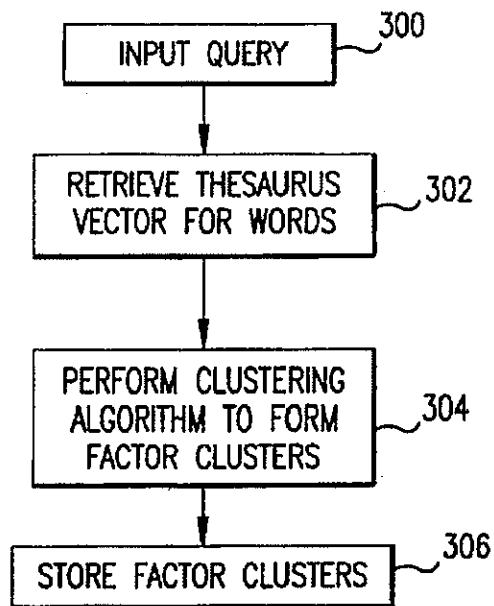 300
INPUT QUERY
302
RETRIEVE THESAURUS
VECTOR FOR WORDS
304
PERFORM CLUSTERING
ALGORITHM TO FORM
FACTOR CLUSTERS
306
STORE FACTOR CLUSTERS